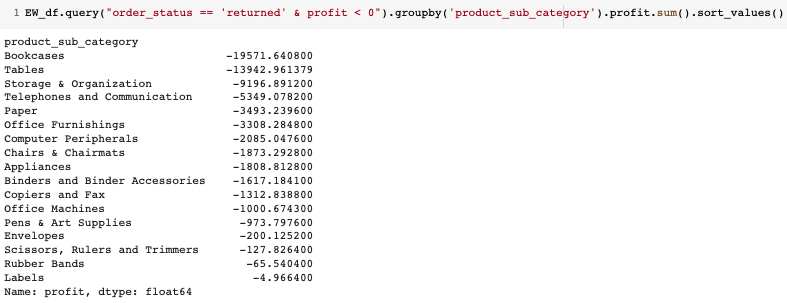 1 EW_df.query("order_status == 'returned' & profit < 0").groupby('product_sub_category').profit.sum().sort_values()
product_sub_category
Bookcases -19571.640800
Tables -13942.961379
Storage & Organization -9196.891200
Telephones and Communication -5349.078200
Paper -3493.239600
Office Furnishings -3308.284800
Computer Peripherals -2085.047600
Chairs & Chairmats -1873.292800
Appliances -1808.812800
Binders and Binder Accessories -1617.184100
Copiers and Fax -1312.838800
Office Machines -1000.674300
Pens & Art Supplies -973.797600
Envelopes -200.125200
Scissors, Rulers and Trimmers -127.826400
Rubber Bands -65.540400
Labels -4.966400
Name: profit, dtype: float64